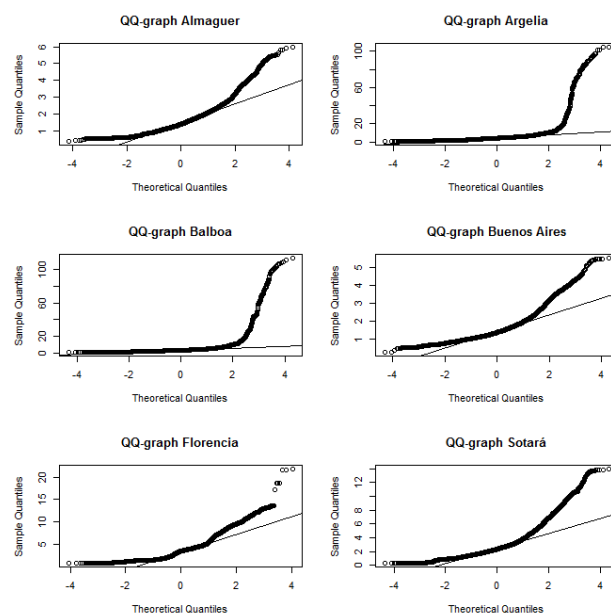 QQ-graph Almaguer
Sample Quantiles
6
5
4
3
2
1
-4 -2 0 2 4
Theoretical Quantiles
QQ-graph Argelia
Sample Quantiles
100
60
20
0
-4 -2 0 2 4
Theoretical Quantiles
QQ-graph Balboa
Sample Quantiles
100
60
20
0
-4 -2 0 2 4
Theoretical Quantiles
QQ-graph Buenos Aires
Sample Quantiles
5
4
3
2
1
-4 -2 0 2 4
Theoretical Quantiles
QQ-graph Florencia
Sample Quantiles
20
15
10
5
-4 -2 0 2 4
Theoretical Quantiles
QQ-graph Sotará
Sample Quantiles
12
8
6
4
2
0
-4 -2 0 2 4
Theoretical Quantiles